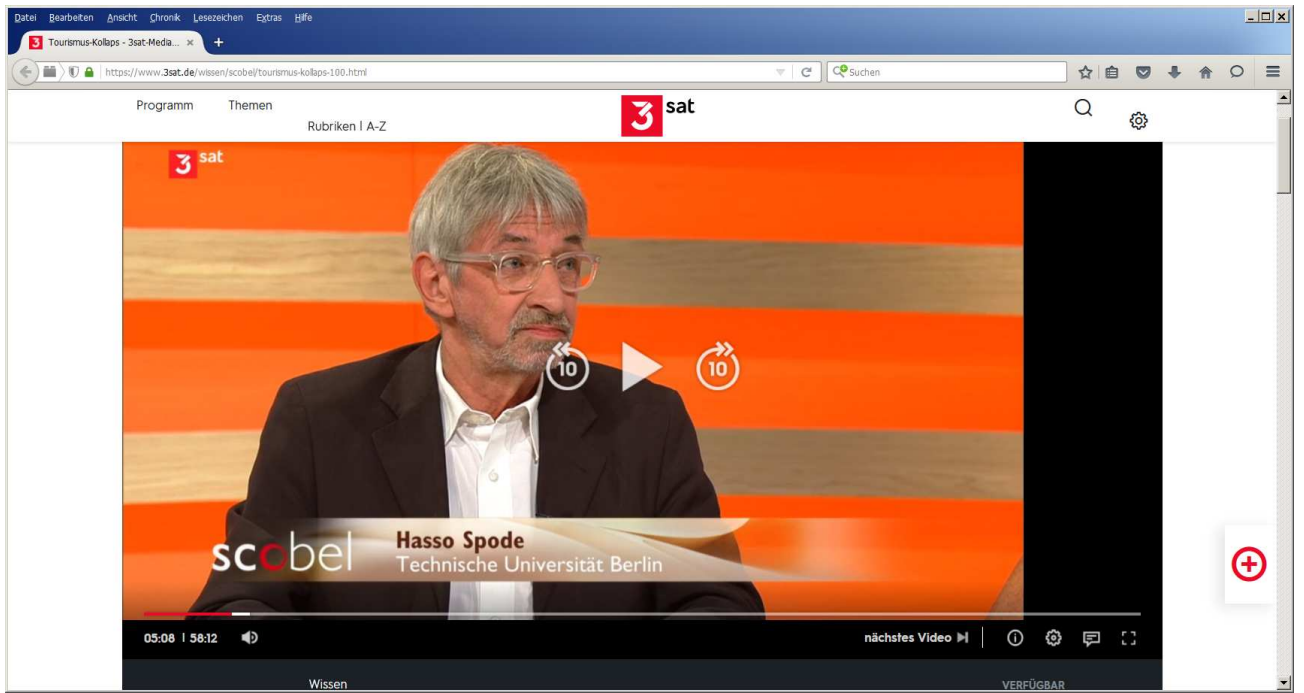 Datei Bearbeiten Ansicht Chronik Lesezeichen Extras Hilfe
3 Tourismus-Kollaps - 3sat-Media...
https://www.3sat.de/wissen/scobel/tourismus-kollaps-100.html
Suchen
Programm Themen
Rubriken | A-Z
3 sat
3 sat
10
10
scobel
Hasso Spode
Technische Universität Berlin
05:08 | 58:12
nächstes Video
Wissen
VERFÜGBAR